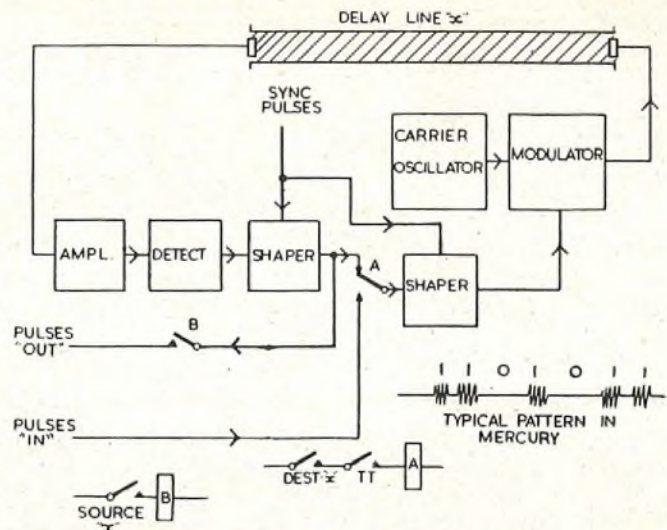 DELAY LINE "x"
SYNC
PULSES
CARRIER
OSCILLATOR
MODULATOR
AMPL.
DETECT
SHAPER
A
SHAPER
B
PULSES
"OUT"
PULSES
"IN"
1 1 0 1 0 1 1
TYPICAL PATTERN IN
MERCURY
DEST "x"
TT
A
B
SOURCE
"x"